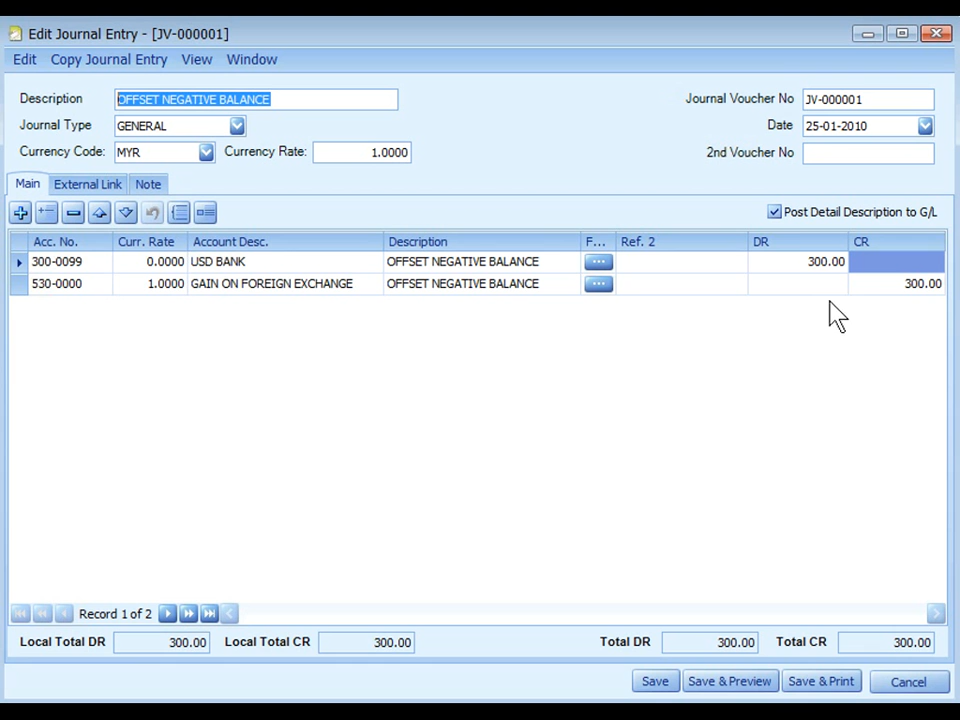 Edit Journal Entry - [JV-000001]
Edit Copy Journal Entry View Window
Description OFFSET NEGATIVE BALANCE Journal Voucher No JV-000001
Journal Type GENERAL Date 25-01-2010
Currency Code: MYR Currency Rate: 1.0000 2nd Voucher No
Main External Link Note
Post Detail Description to G/L
Acc. No. Curr. Rate Account Desc. Description F... Ref. 2 DR CR
300-0099 0.0000 USD BANK OFFSET NEGATIVE BALANCE ... 300.00
530-0000 1.0000 GAIN ON FOREIGN EXCHANGE OFFSET NEGATIVE BALANCE ... 300.00
Record 1 of 2
Local Total DR 300.00 Local Total CR 300.00 Total DR 300.00 Total CR 300.00
Save Save & Preview Save & Print Cancel